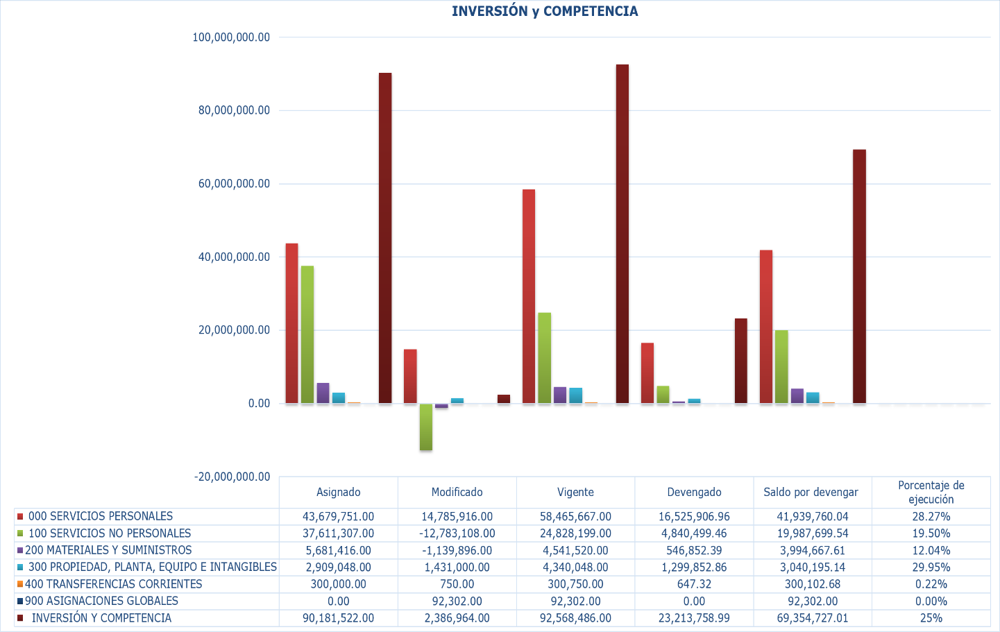 INVERSIÓN y COMPETENCIA
100,000,000.00
80,000,000.00
60,000,000.00
40,000,000.00
20,000,000.00
0.00
-20,000,000.00
Asignado Modificado Vigente Devengado Saldo por devengar Porcentaje de
ejecución
000 SERVICIOS PERSONALES 43,679,751.00 14,785,916.00 58,465,667.00 16,525,906.96 41,939,760.04 28.27%
100 SERVICIOS NO PERSONALES 37,611,307.00 -12,783,108.00 24,828,199.00 4,840,499.46 19,987,699.54 19.50%
200 MATERIALES Y SUMINISTROS 5,681,416.00 -1,139,896.00 4,541,520.00 546,852.39 3,994,667.61 12.04%
300 PROPIEDAD, PLANTA, EQUIPO E INTANGIBLES 2,909,048.00 1,431,000.00 4,340,048.00 1,299,852.86 3,040,195.14 29.95%
400 TRANSFERENCIAS CORRIENTES 300,000.00 750.00 300,750.00 647.32 300,102.68 0.22%
900 ASIGNACIONES GLOBALES 0.00 92,302.00 92,302.00 0.00 92,302.00 0.00%
INVERSIÓN Y COMPETENCIA 90,181,522.00 2,386,964.00 92,568,486.00 23,213,758.99 69,354,727.01 25%